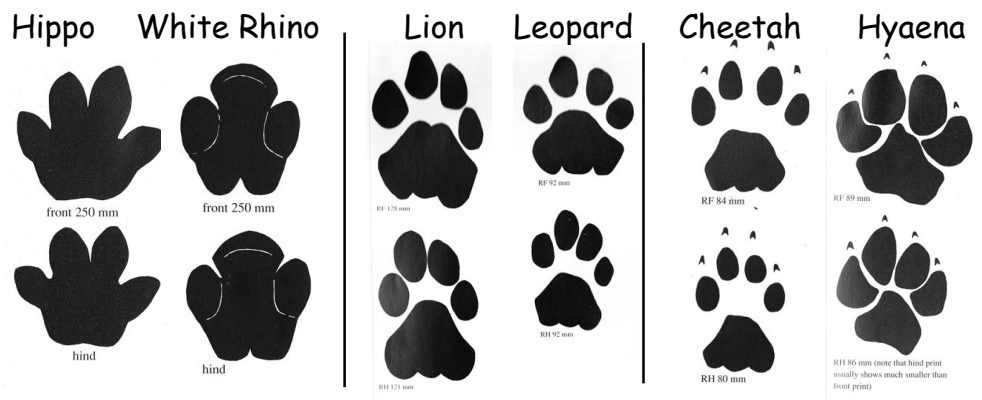 Hippo
White Rhino
Lion
Leopard
Cheetah
Hyaena
front 250 mm
front 250 mm
RF 128 mm
RF 92 mm
RF 84 mm
RF 89 mm
hind
hind
RH 121 mm
RH 92 mm
RH 80 mm
RH 86 mm (note that hind print
usually shows much smaller than
front print)